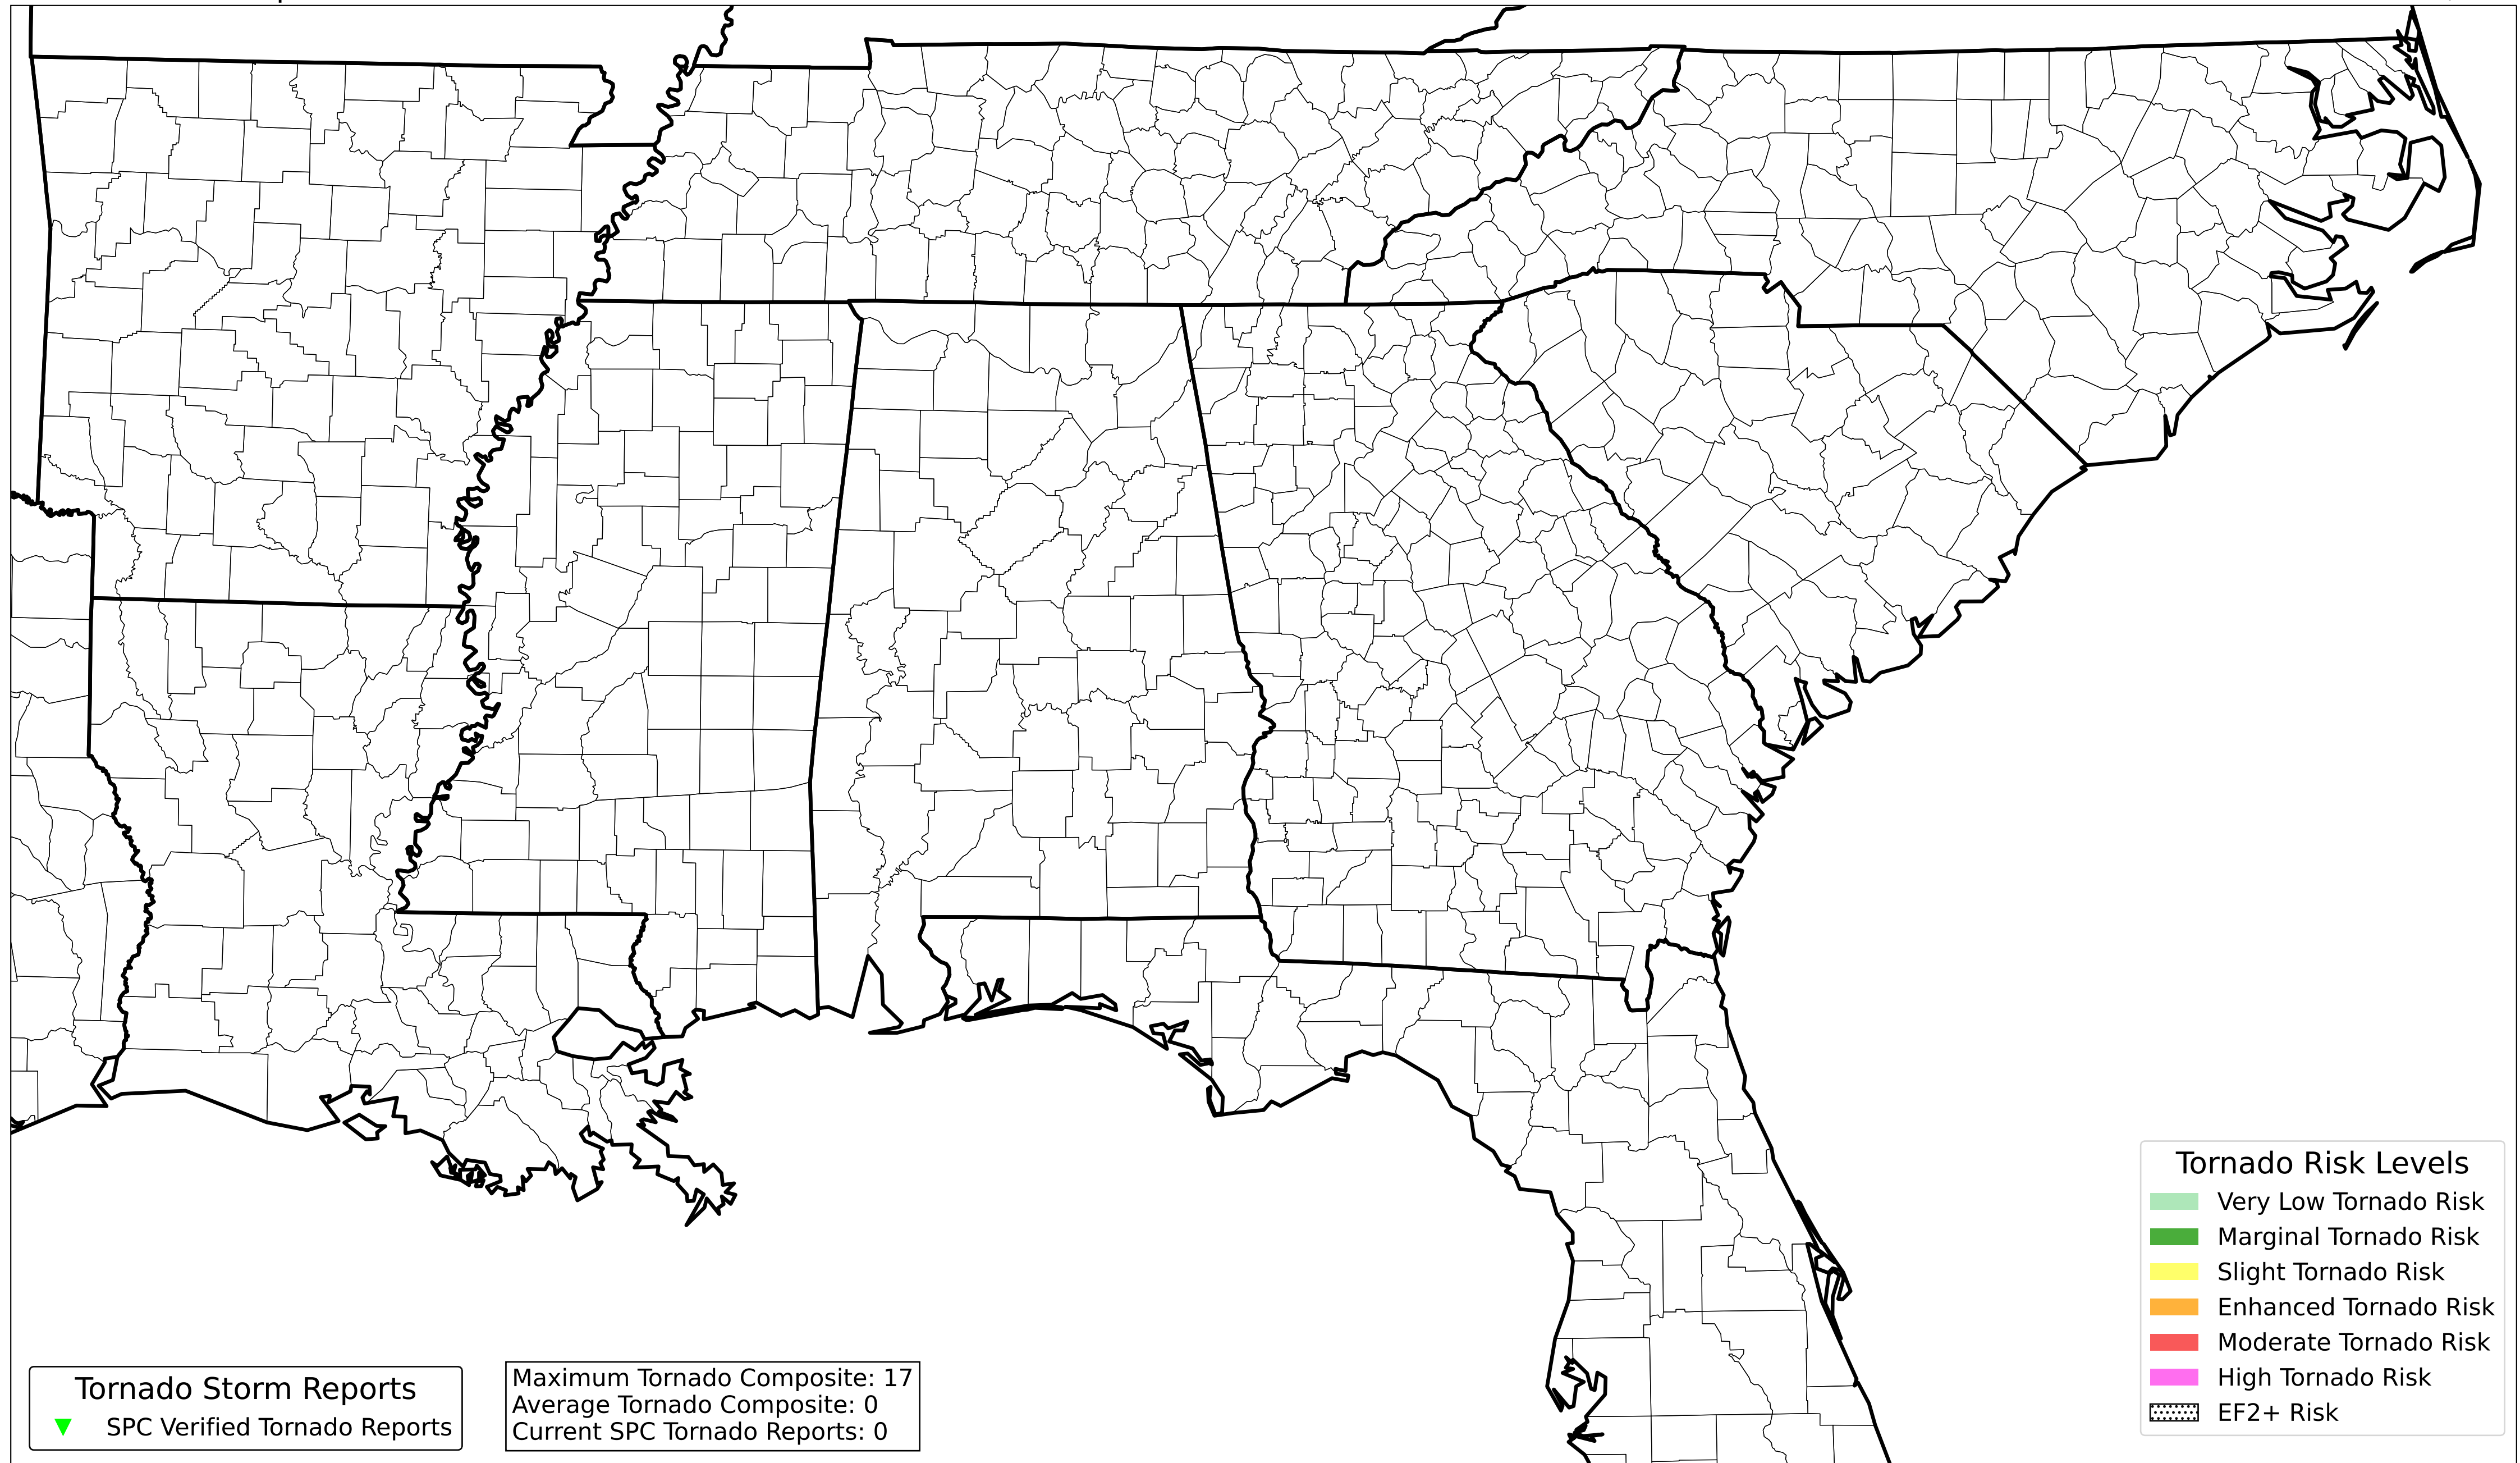 Tornado Risk Levels
Very Low Tornado Risk
Marginal Tornado Risk
Slight Tornado Risk
Enhanced Tornado Risk
Moderate Tornado Risk
High Tornado Risk
EF2+ Risk
Tornado Storm Reports
SPC Verified Tornado Reports
Maximum Tornado Composite: 17
Average Tornado Composite: 0
Current SPC Tornado Reports: 0